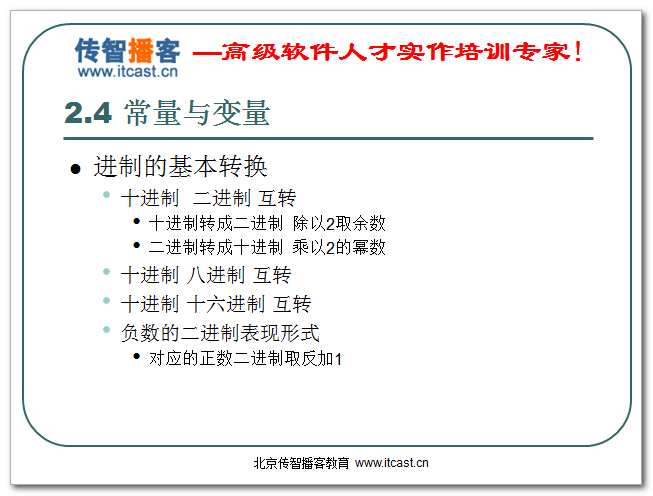 传智播客 —高级软件人才实作培训专家!
www.itcast.cn
2.4 常量与变量
进制的基本转换
十进制 二进制 互转
十进制转成二进制 除以2取余数
二进制转成十进制 乘以2的幂数
十进制 八进制 互转
十进制 十六进制 互转
负数的二进制表现形式
对应的正数二进制取反加1
北京传智播客教育 www.itcast.cn